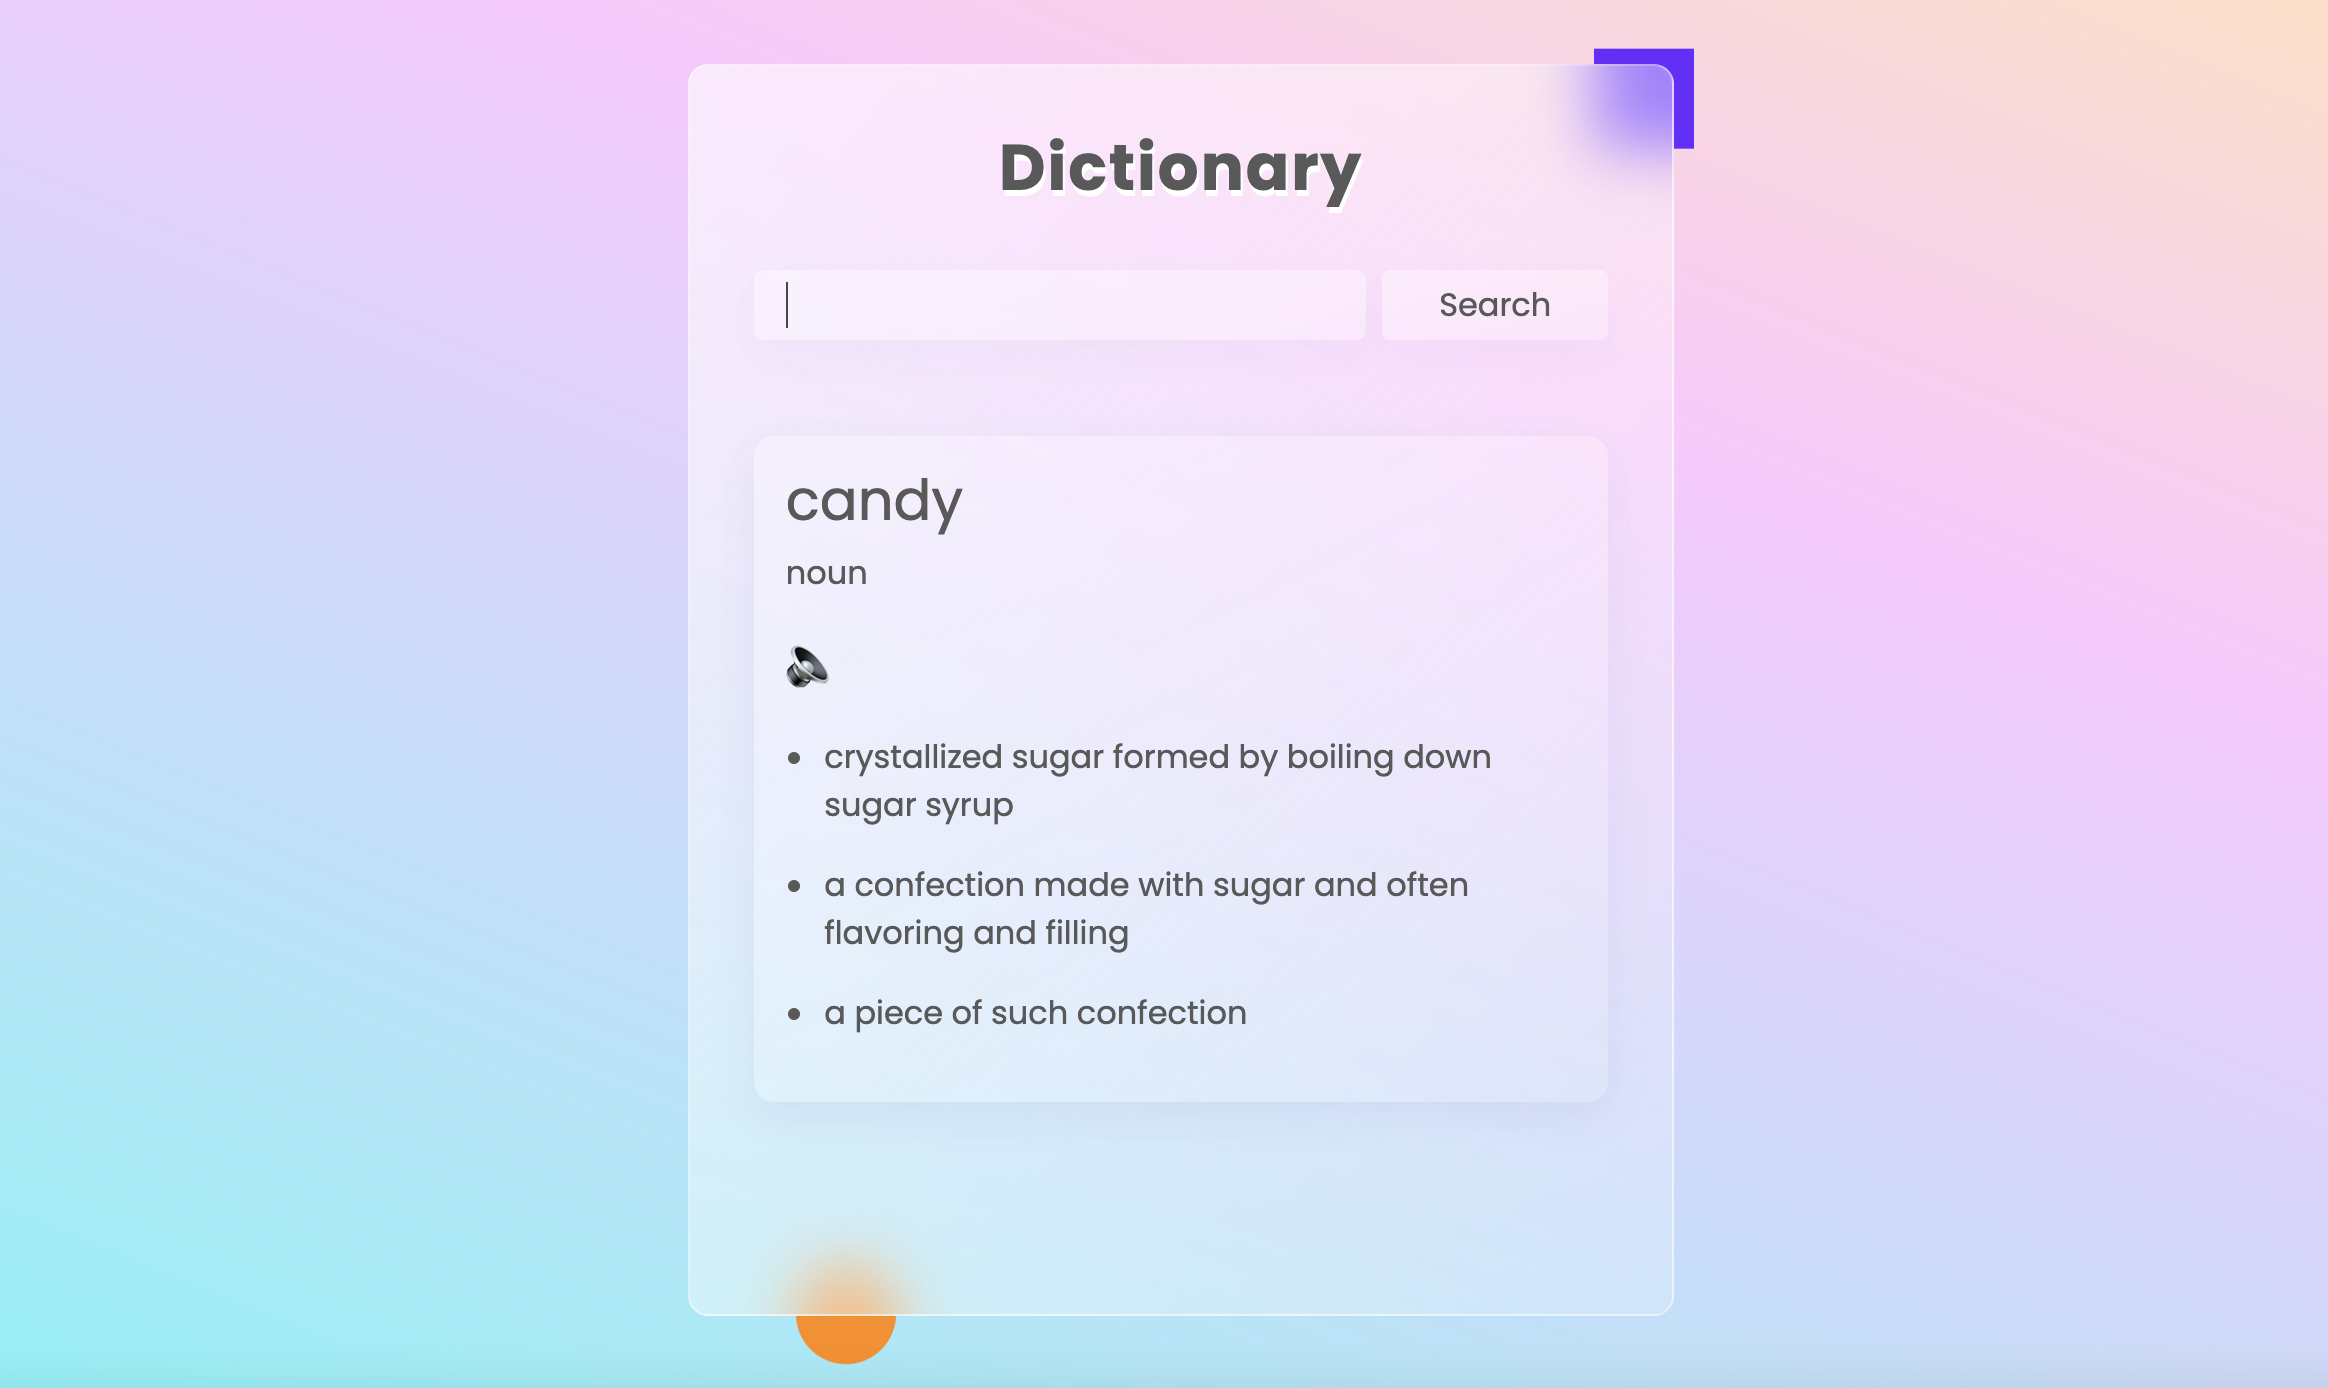 Dictionary
Search
candy
noun
crystallized sugar formed by boiling down
sugar syrup
a confection made with sugar and often
flavoring and filling
a piece of such confection